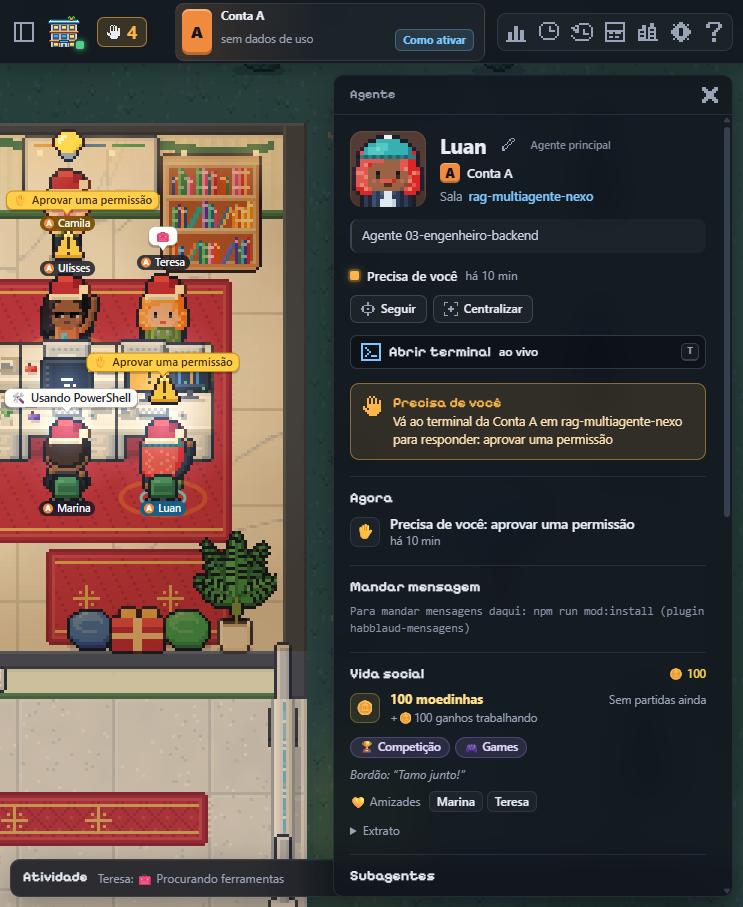 4
A
Conta A
sem dados de uso
Como ativar
Aprovar uma permissão
A Camila
A Ulisses
A Teresa
Aprovar uma permissão
Usando PowerShell
A Marina
A Luan
Atividade
Teresa: Procurando ferramentas
Agente
Luan
Agente principal
A Conta A
Sala rag-multiagente-nexo
Agente 03-engenheiro-backend
Precisa de você há 10 min
Seguir
Centralizar
Abrir terminal ao vivo
T
Precisa de você
Vá ao terminal da Conta A em rag-multiagente-nexo
para responder: aprovar uma permissão
Agora
Precisa de você: aprovar uma permissão
há 10 min
Mandar mensagem
Para mandar mensagens daqui: npm run mod:install (plugin
habblaud-mensagens)
Vida social
100
100 moedinhas
Sem partidas ainda
+ 100 ganhos trabalhando
Competição
Games
Bordão: “Tamo junto!”
Amizades
Marina
Teresa
Extrato
Subagentes